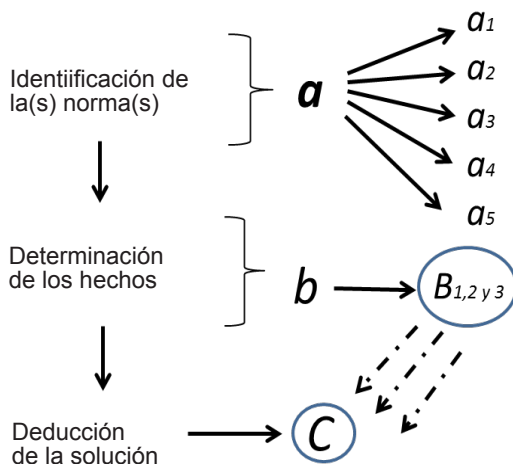 Identiificación de
la(s) norma(s)
a
a1
a2
a3
a4
a5
Determinación
de los hechos
b
B1,2 y 3
Deducción
de la solución
C